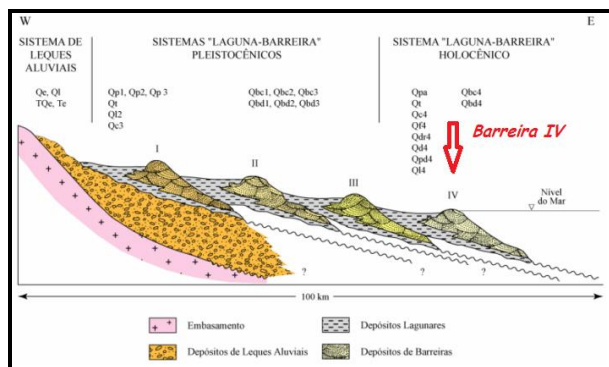 W
E
SISTEMA DE
LEQUES
ALUVIAIS
SISTEMAS "LAGUNA-BARREIRA"
PLEISTOCÊNICOS
SISTEMA "LAGUNA-BARREIRA"
HOLOCÊNICO
Qe, Ql
TQe, Te
Qp1, Qp2, Qp 3
Qt
Ql2
Qc3
Qbc1, Qbc2, Qbc3
Qbd1, Qbd2, Qbd3
Qpa
Qt
Qc4
Qf4
Qdr4
Qd4
Qpd4
Ql4
Qbc4
Qbd4
Barreira IV
I
II
III
IV
Nível
do Mar
?
?
?
100 km
Embasamento
Depósitos de Leques Aluviais
Depósitos Lagunares
Depósitos de Barreiras